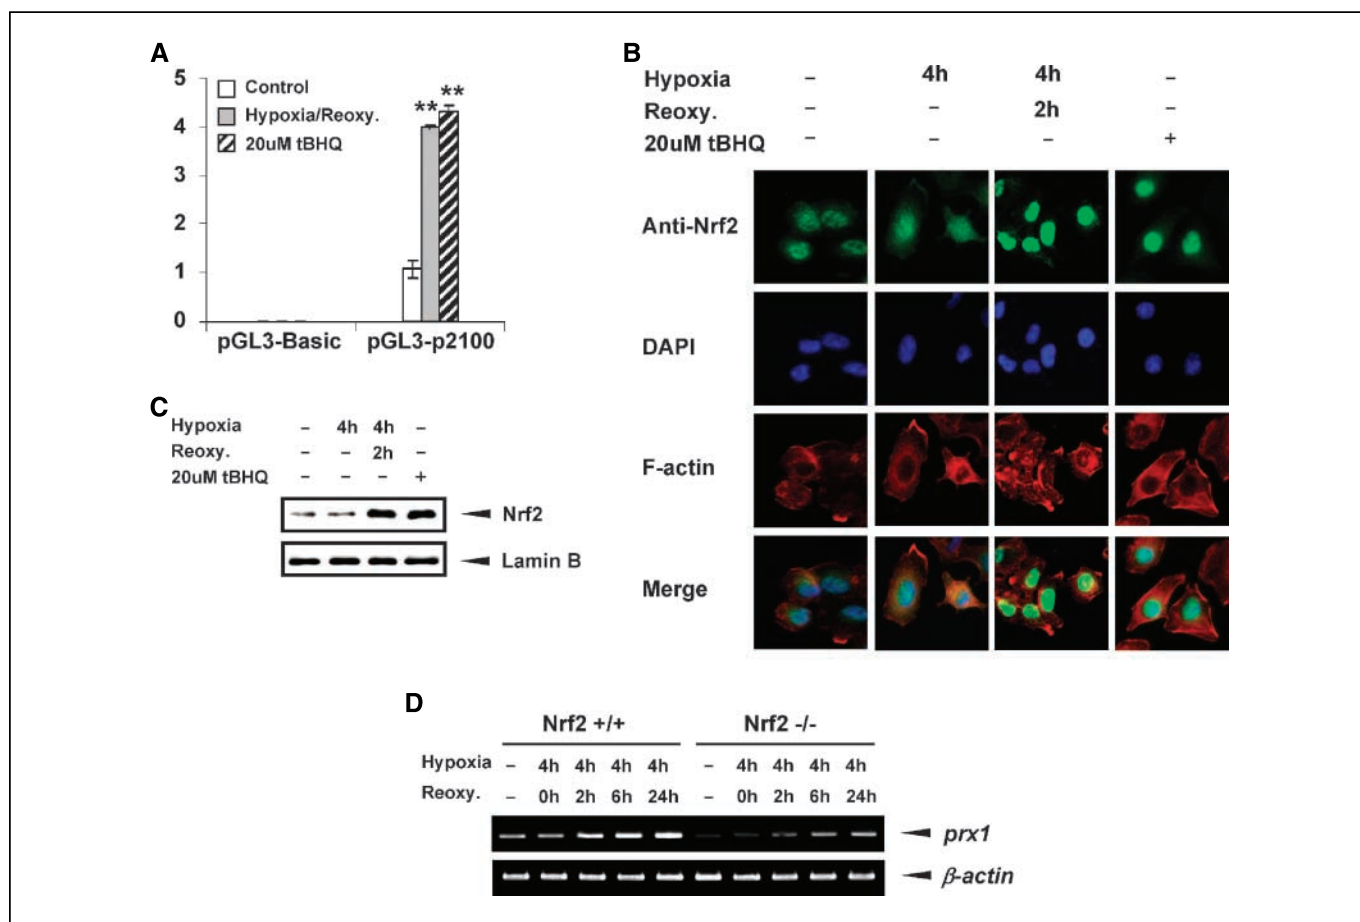 A
5
4
3
2
1
0
Control
Hypoxia/Reoxy.
20uM tBHQ
** **
pGL3-Basic pGL3-p2100
B
Hypoxia – 4h 4h –
Reoxy. – – 2h –
20uM tBHQ – – – +
Anti-Nrf2
DAPI
F-actin
Merge
C
Hypoxia – 4h 4h –
Reoxy. – – 2h –
20uM tBHQ – – – +
Nrf2
Lamin B
D
Nrf2 +/+ Nrf2 -/-
Hypoxia – 4h 4h 4h 4h – 4h 4h 4h 4h
Reoxy. – 0h 2h 6h 24h – 0h 2h 6h 24h
prx1
β-actin